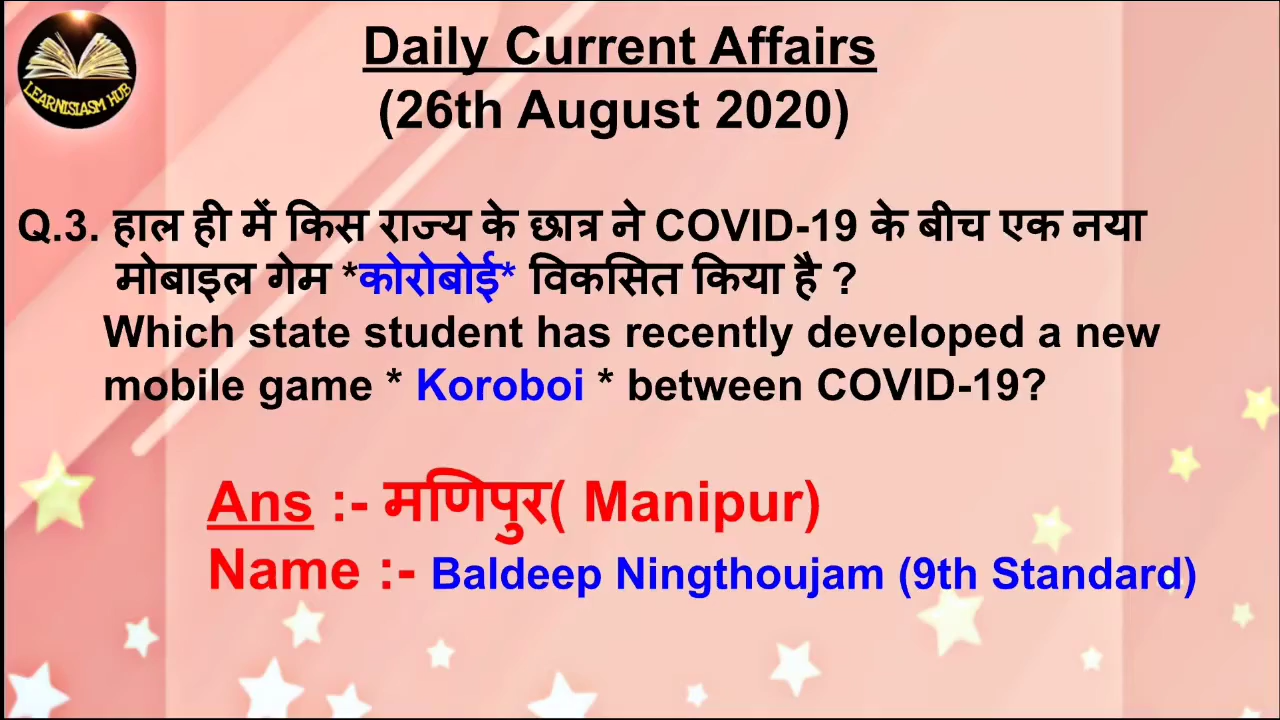 LEARNISIASM HUB
Daily Current Affairs
(26th August 2020)
Q.3. हाल ही में किस राज्य के छात्र ने COVID-19 के बीच एक नया
मोबाइल गेम *कोरोबोई* विकसित किया है ?
Which state student has recently developed a new
mobile game * Koroboi * between COVID-19?
Ans :- मणिपुर( Manipur)
Name :- Baldeep Ningthoujam (9th Standard)